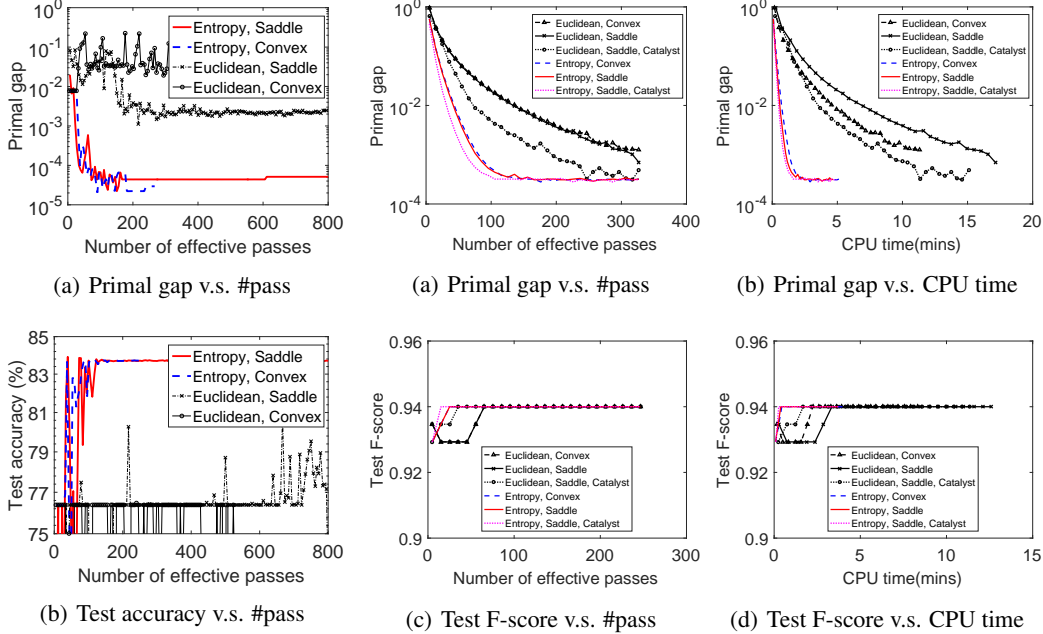 10^0
10^-1
10^-2
10^-3
10^-4
10^-5
Primal gap
Entropy, Saddle
Entropy, Convex
Euclidean, Saddle
Euclidean, Convex
0 200 400 600 800
Number of effective passes
(a) Primal gap v.s. #pass
10^0
10^-2
10^-4
Primal gap
Euclidean, Convex
Euclidean, Saddle
Euclidean, Saddle, Catalyst
Entropy, Convex
Entropy, Saddle
Entropy, Saddle, Catalyst
0 100 200 300 400
Number of effective passes
(a) Primal gap v.s. #pass
10^0
10^-2
10^-4
Primal gap
Euclidean, Convex
Euclidean, Saddle
Euclidean, Saddle, Catalyst
Entropy, Convex
Entropy, Saddle
Entropy, Saddle, Catalyst
0 5 10 15 20
CPU time(mins)
(b) Primal gap v.s. CPU time
85
83
81
79
77
75
Test accuracy (%)
Entropy, Saddle
Entropy, Convex
Euclidean, Saddle
Euclidean, Convex
0 200 400 600 800
Number of effective passes
(b) Test accuracy v.s. #pass
0.96
0.94
0.92
0.9
Test F-score
Euclidean, Convex
Euclidean, Saddle
Euclidean, Saddle, Catalyst
Entropy, Convex
Entropy, Saddle
Entropy, Saddle, Catalyst
0 100 200 300
Number of effective passes
(c) Test F-score v.s. #pass
0.96
0.94
0.92
0.9
Test F-score
Euclidean, Convex
Euclidean, Saddle
Euclidean, Saddle, Catalyst
Entropy, Convex
Entropy, Saddle
Entropy, Saddle, Catalyst
0 5 10 15
CPU time(mins)
(d) Test F-score v.s. CPU time